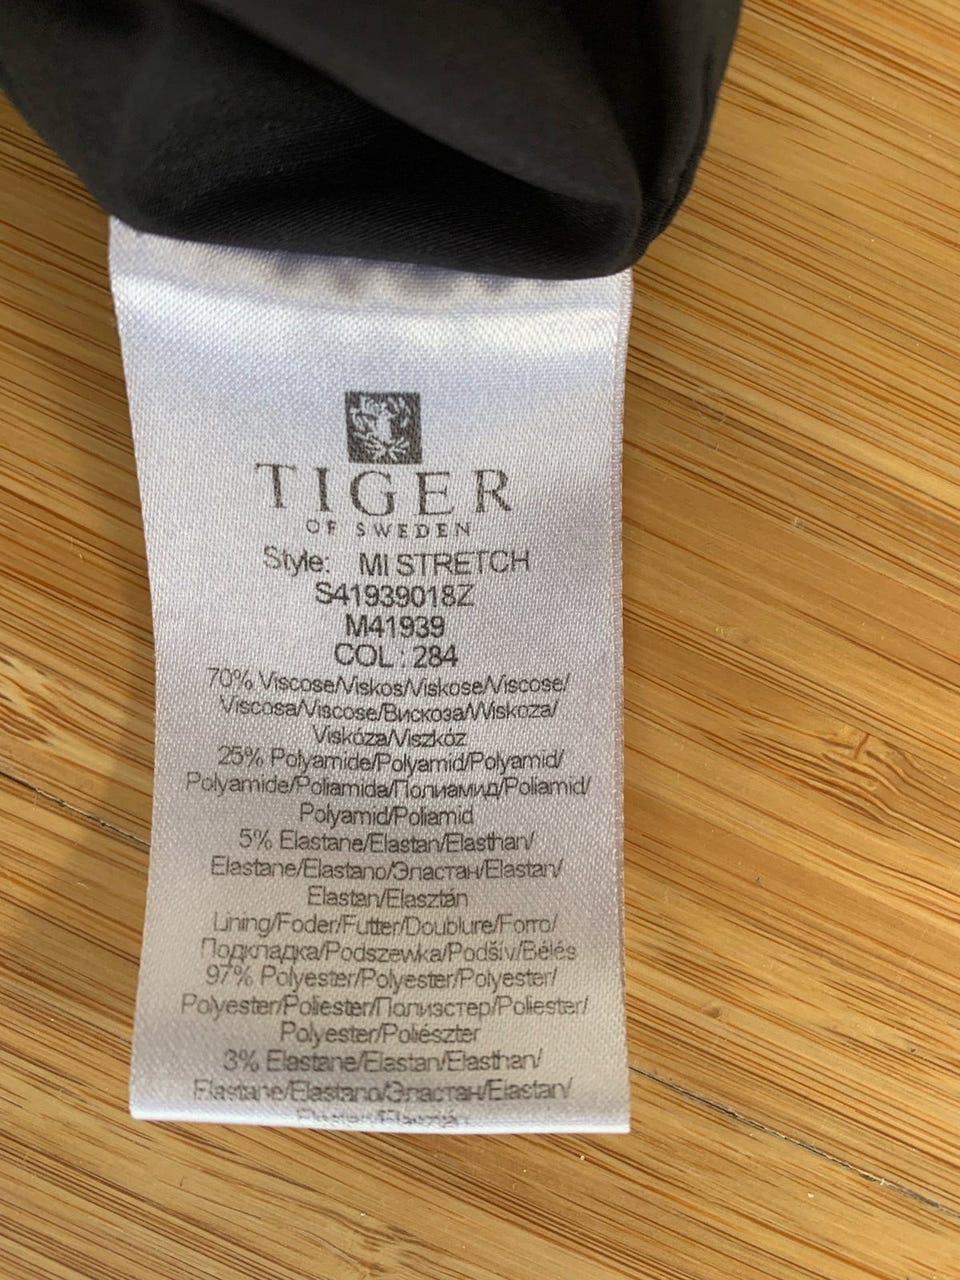 TIGER
OF SWEDEN
Style: MI STRETCH
S41939018Z
M41939
COL : 284
70% Viscose/Viskos/Viskose/Viscose/
Viscosa/Viscose/Вискоза/Wiskoza/
Viskóza/Viszkóz
25% Polyamide/Polyamid/Polyamid/
Polyamide/Poliamida/Полиамид/Poliamid/
Polyamid/Poliamid
5% Elastane/Elastan/Elasthan/
Elastane/Elastano/Эластан/Elastan/
Elastan/Elasztán
Lining/Foder/Futter/Doublure/Forro/
Подкладка/Podszewka/Podšív/Bélés
97% Polyester/Polyester/Polyester/
Polyester/Poliester/Полиэстер/Poliester/
Polyester/Poliészter
3% Elastane/Elastan/Elasthan/
Elastane/Elastano/Эластан/Elastan/
Elastan/Elasztán